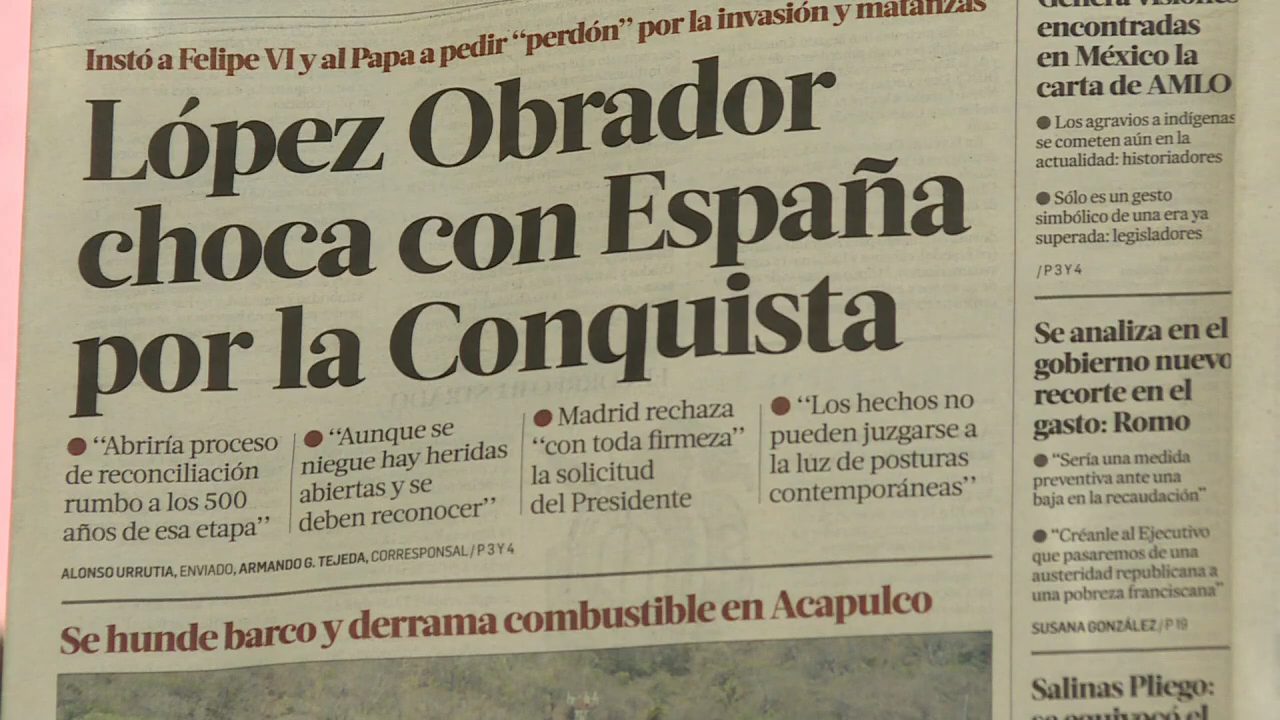 Instó a Felipe VI y al Papa a pedir “perdón” por la invasión y matanzas
López Obrador
choca con España
por la Conquista
● “Abriría proceso
de reconciliación
rumbo a los 500
años de esa etapa”
● “Aunque se
niegue hay heridas
abiertas y se
deben reconocer”
● Madrid rechaza
“con toda firmeza”
la solicitud
del Presidente
● “Los hechos no
pueden juzgarse a
la luz de posturas
contemporáneas”
ALONSO URRUTIA, ENVIADO, ARMANDO G. TEJEDA, CORRESPONSAL / P 3 Y 4
Se hunde barco y derrama combustible en Acapulco
Genera visiones
encontradas
en México la
carta de AMLO
● Los agravios a indígenas
se cometen aún en la
actualidad: historiadores
● Sólo es un gesto
simbólico de una era ya
superada: legisladores
/ P 3 Y 4
Se analiza en el
gobierno nuevo
recorte en el
gasto: Romo
● “Sería una medida
preventiva ante una
baja en la recaudación”
● “Créanle al Ejecutivo
que pasaremos de una
austeridad republicana a
una pobreza franciscana”
SUSANA GONZÁLEZ / P 19
Salinas Pliego:
se equivocó el